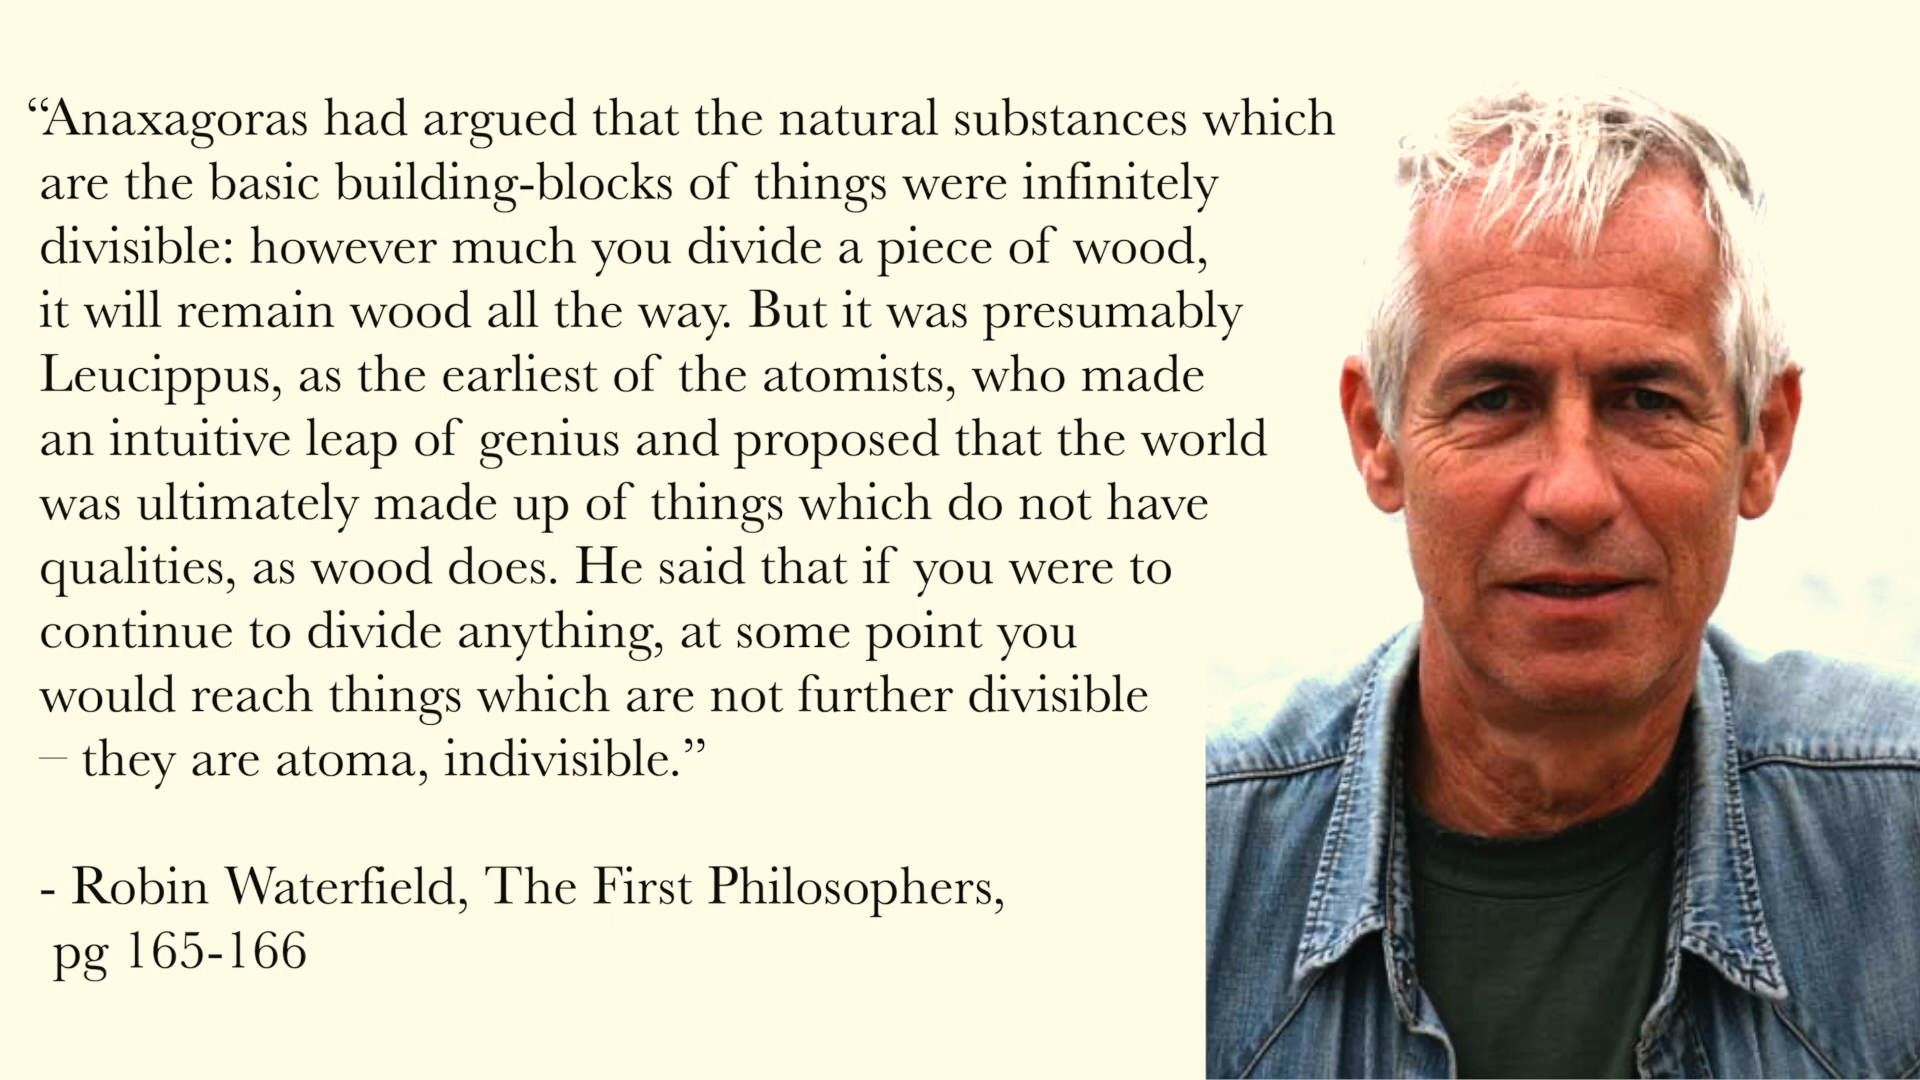 “Anaxagoras had argued that the natural substances which
are the basic building-blocks of things were infinitely
divisible: however much you divide a piece of wood,
it will remain wood all the way. But it was presumably
Leucippus, as the earliest of the atomists, who made
an intuitive leap of genius and proposed that the world
was ultimately made up of things which do not have
qualities, as wood does. He said that if you were to
continue to divide anything, at some point you
would reach things which are not further divisible
– they are atoma, indivisible.”
- Robin Waterfield, The First Philosophers,
pg 165-166